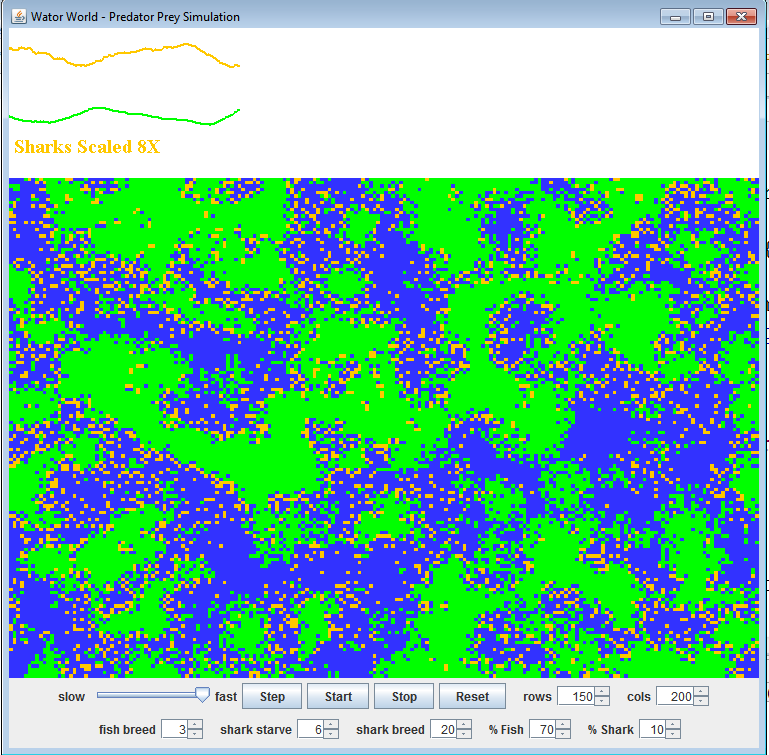 Wator World - Predator Prey Simulation
Sharks Scaled 8X
slow fast Step Start Stop Reset rows 150 cols 200
fish breed 3 shark starve 6 shark breed 20 % Fish 70 % Shark 10